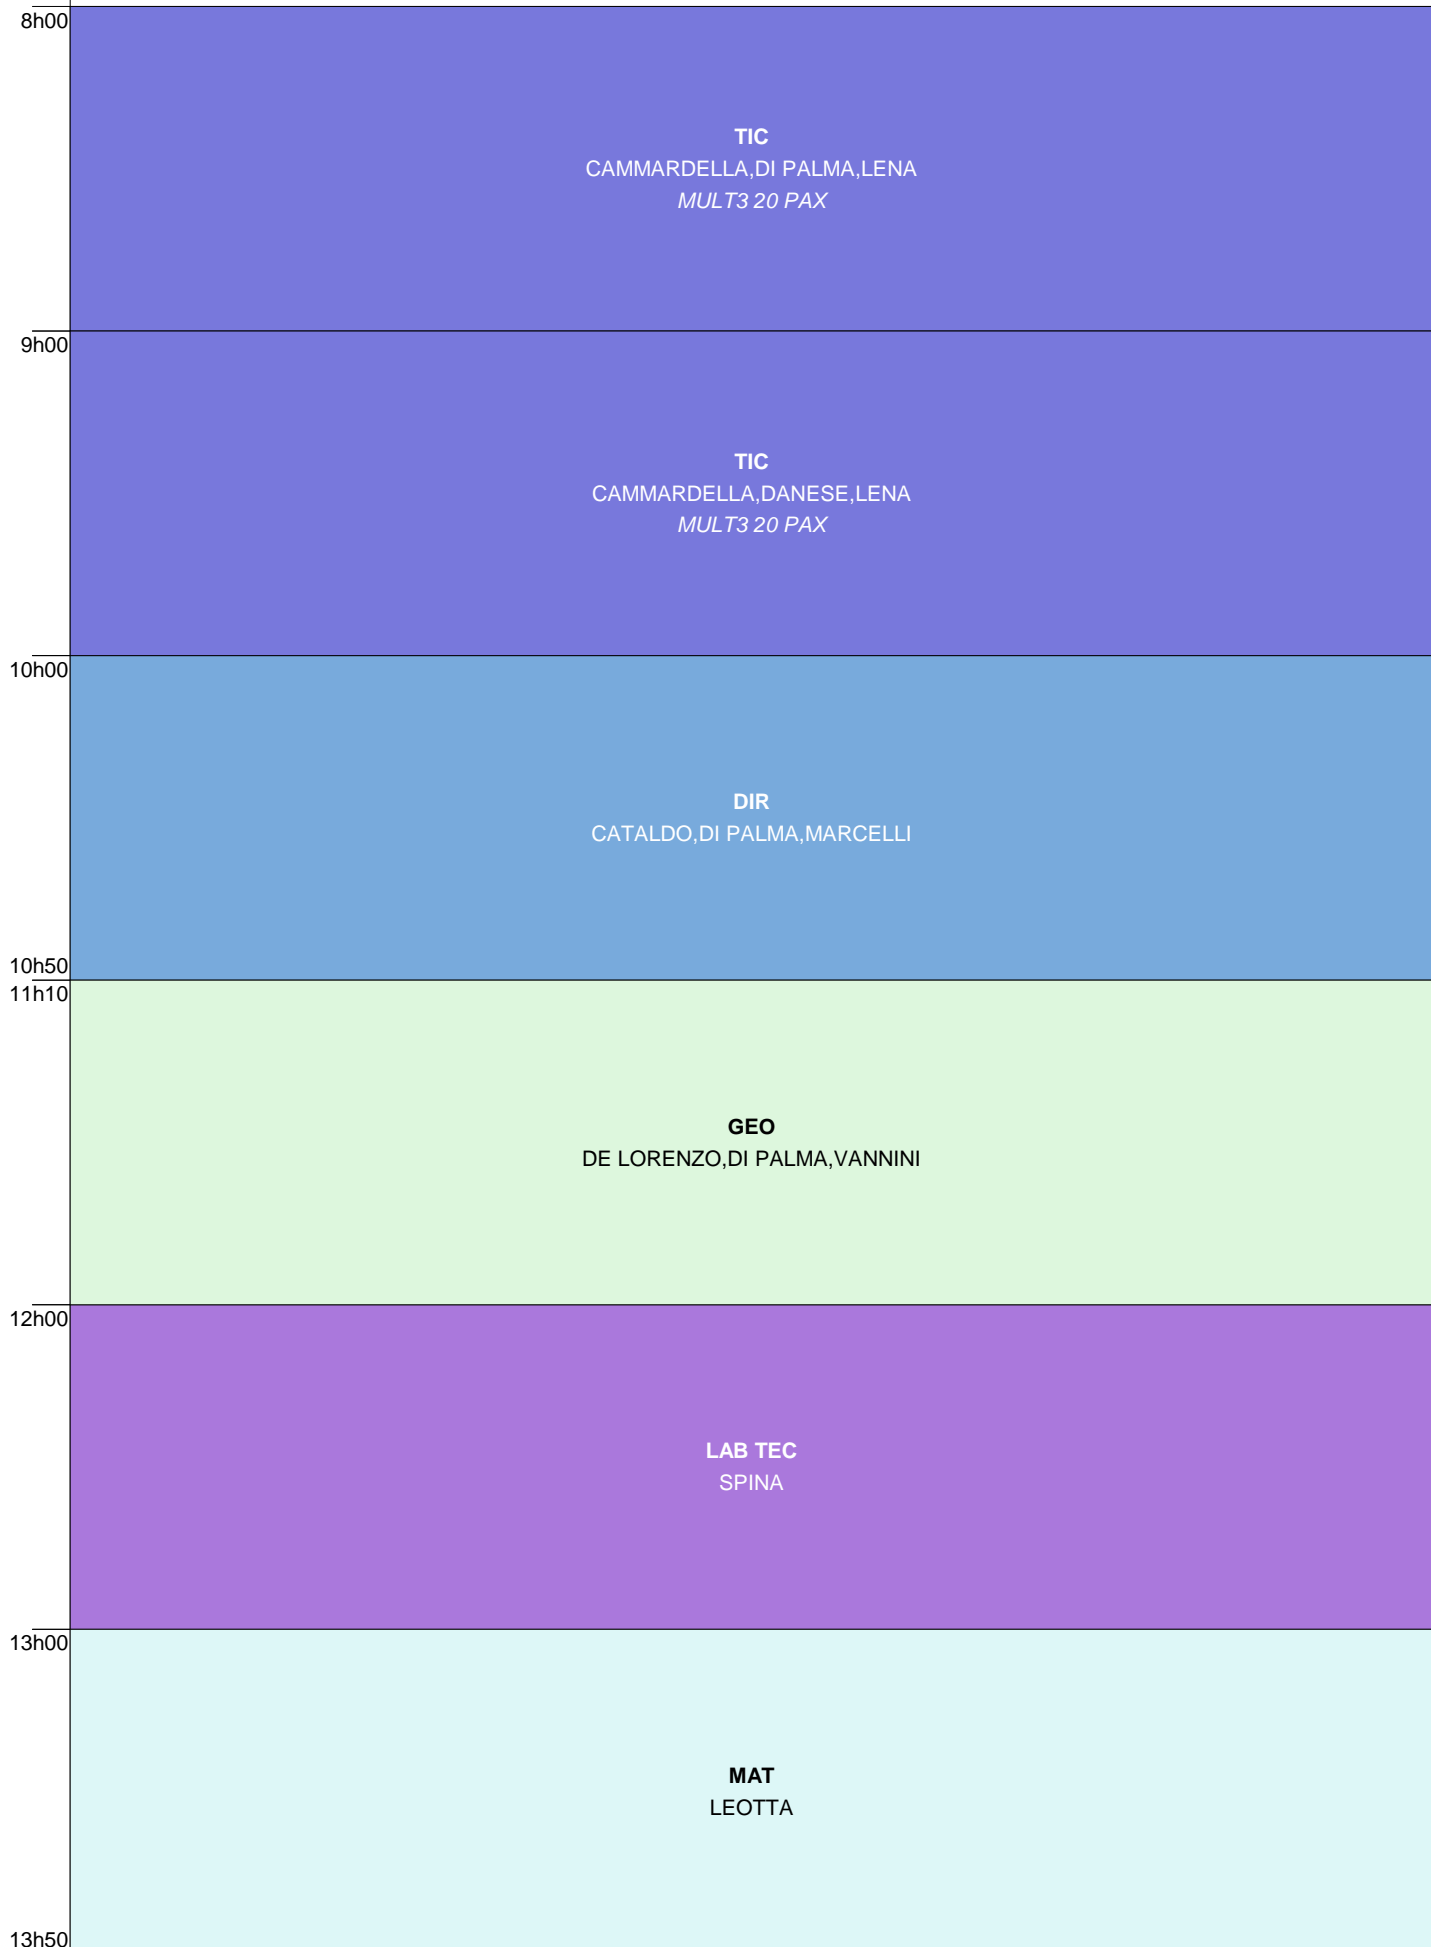 8h00
TIC
CAMMARDELLA,DI PALMA,LENA
MULT3 20 PAX
9h00
TIC
CAMMARDELLA,DANESE,LENA
MULT3 20 PAX
10h00
DIR
CATALDO,DI PALMA,MARCELLI
10h50
11h10
GEO
DE LORENZO,DI PALMA,VANNINI
12h00
LAB TEC
SPINA
13h00
MAT
LEOTTA
13h50